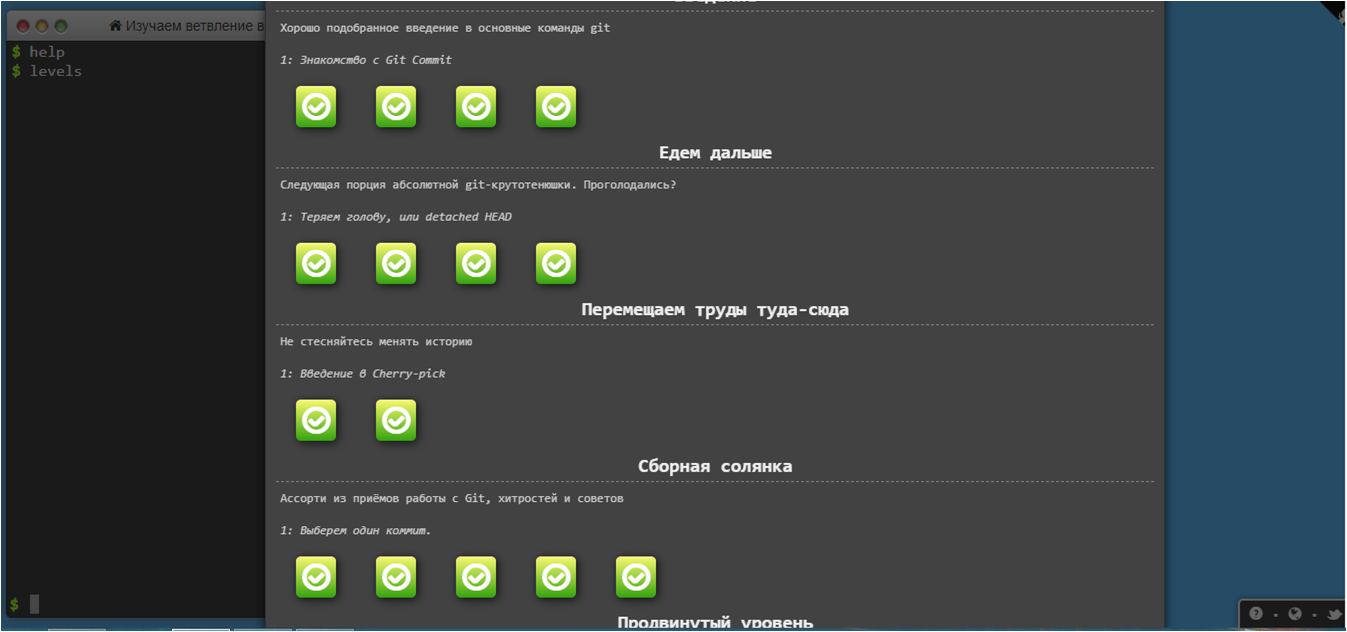 Изучаем ветвление в
$ help
$ levels
$
Хорошо подобранное введение в основные команды git
1: Знакомство с Git Commit
Едем дальше
Следующая порция абсолютной git-крутотенюшки. Проголодались?
1: Теряем голову, или detached HEAD
Перемещаем труды туда-сюда
Не стесняйтесь менять историю
1: Введение в Cherry-pick
Сборная солянка
Ассорти из приёмов работы с Git, хитростей и советов
1: Выберем один коммит.
Продвинутый уровень